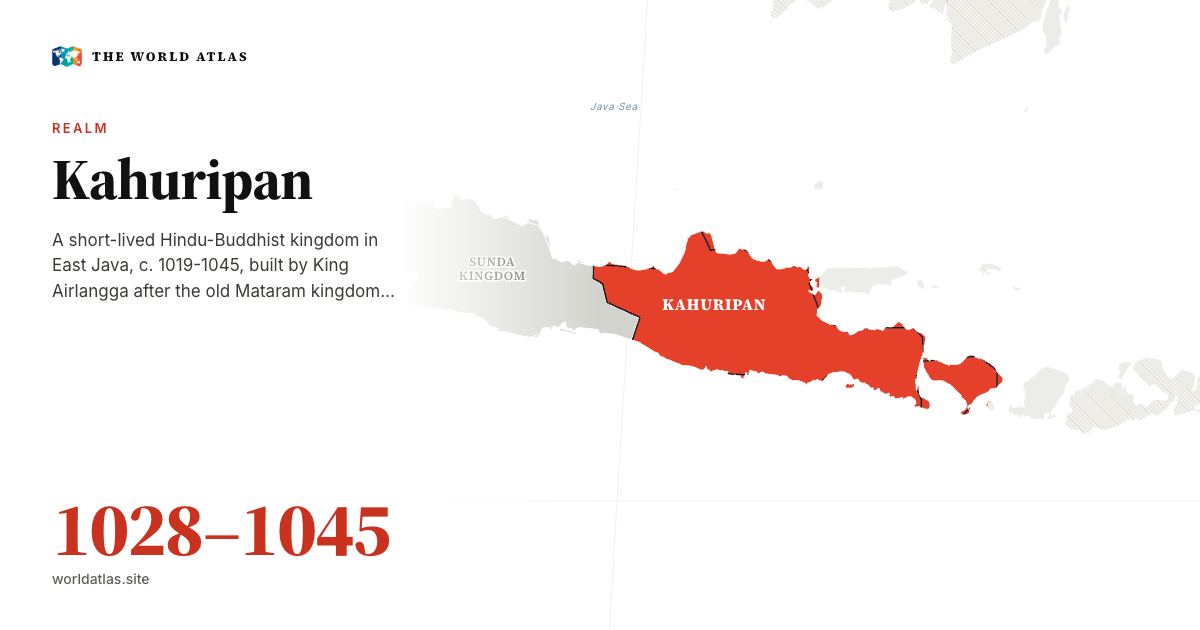 THE WORLD ATLAS
REALM
Kahuripan
A short-lived Hindu-Buddhist kingdom in
East Java, c. 1019-1045, built by King
Airlangga after the old Mataram kingdom...
1028–1045
worldatlas.site
Java Sea
SUNDA
KINGDOM
KAHURIPAN